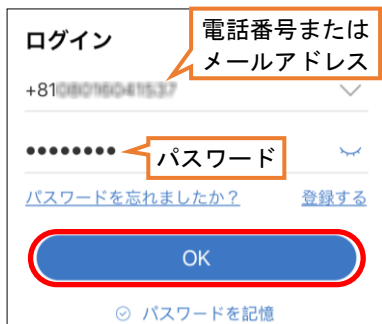 ログイン
電話番号または
メールアドレス
+81
●●●●●●●●
パスワード
パスワードを忘れましたか？
登録する
OK
パスワードを記憶